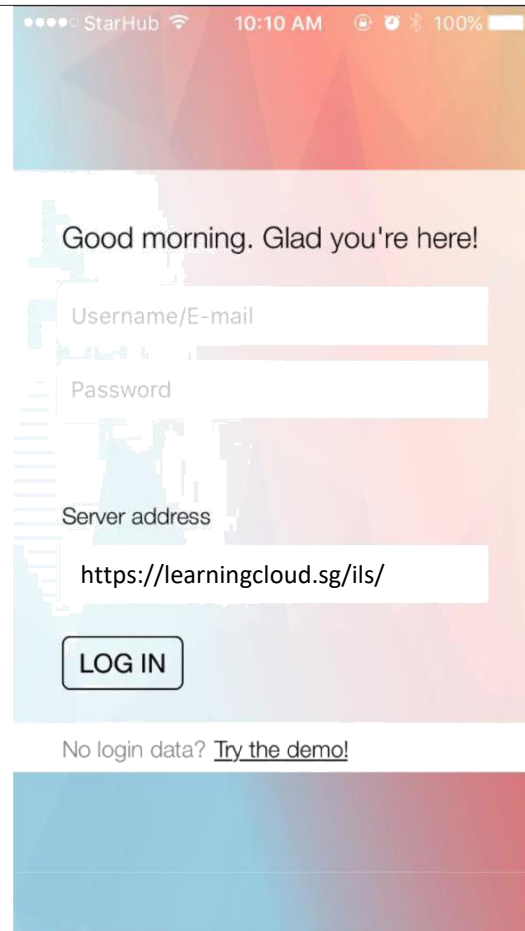 StarHub 10:10 AM 100%
Good morning. Glad you're here!
Username/E-mail
Password
Server address
https://learningcloud.sg/ils/
LOG IN
No login data? Try the demo!